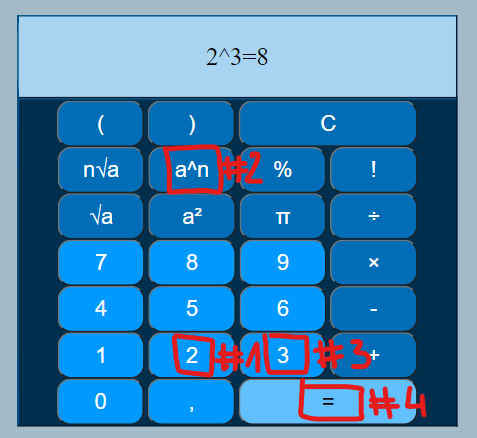 2^3=8
( ) C
n√a a^n #2 % !
√a a² π ÷
7 8 9 ×
4 5 6 -
1 2 #1 3 #3 +
0 , = #4